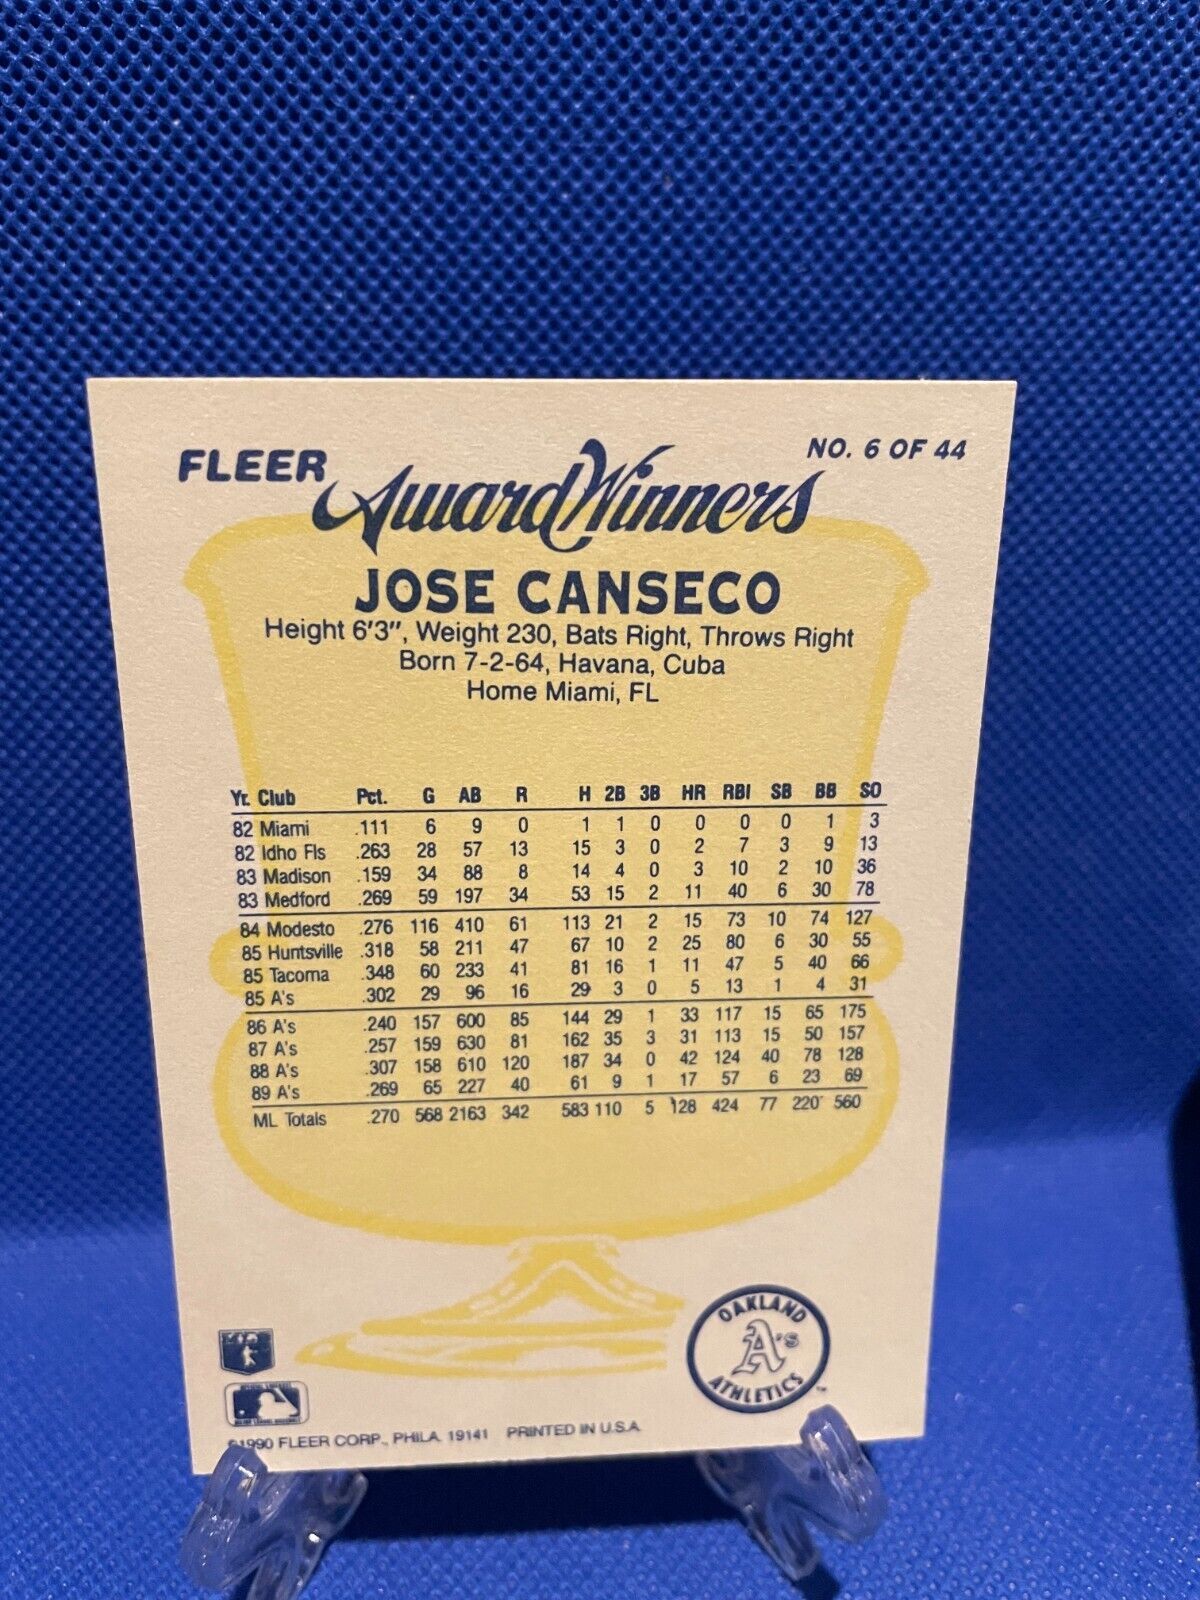 NO. 6 OF 44
FLEER
Award Winners
JOSE CANSECO
Height 6'3", Weight 230, Bats Right, Throws Right
Born 7-2-64, Havana, Cuba
Home Miami, FL
Yr. Club Pct. G AB R H 2B 3B HR RBI SB BB SO
82 Miami .111 6 9 0 1 1 0 0 0 0 1 3
82 Idho Fls .263 28 57 13 15 3 0 2 7 3 9 13
83 Madison .159 34 88 8 14 4 0 3 10 2 10 36
83 Medford .269 59 197 34 53 15 2 11 40 6 30 78
84 Modesto .276 116 410 61 113 21 2 15 73 10 74 127
85 Huntsville .318 58 211 47 67 10 2 25 80 6 30 55
85 Tacoma .348 60 233 41 81 16 1 11 47 5 40 66
85 A's .302 29 96 16 29 3 0 5 13 1 4 31
86 A's .240 157 600 85 144 29 1 33 117 15 65 175
87 A's .257 159 630 81 162 35 3 31 113 15 50 157
88 A's .307 158 610 120 187 34 0 42 124 40 78 128
89 A's .269 65 227 40 61 9 1 17 57 6 23 69
ML Totals .270 568 2163 342 583 110 5 128 424 77 220 560
OAKLAND
A's
ATHLETICS
©1990 FLEER CORP., PHILA. 19141 PRINTED IN U.S.A.